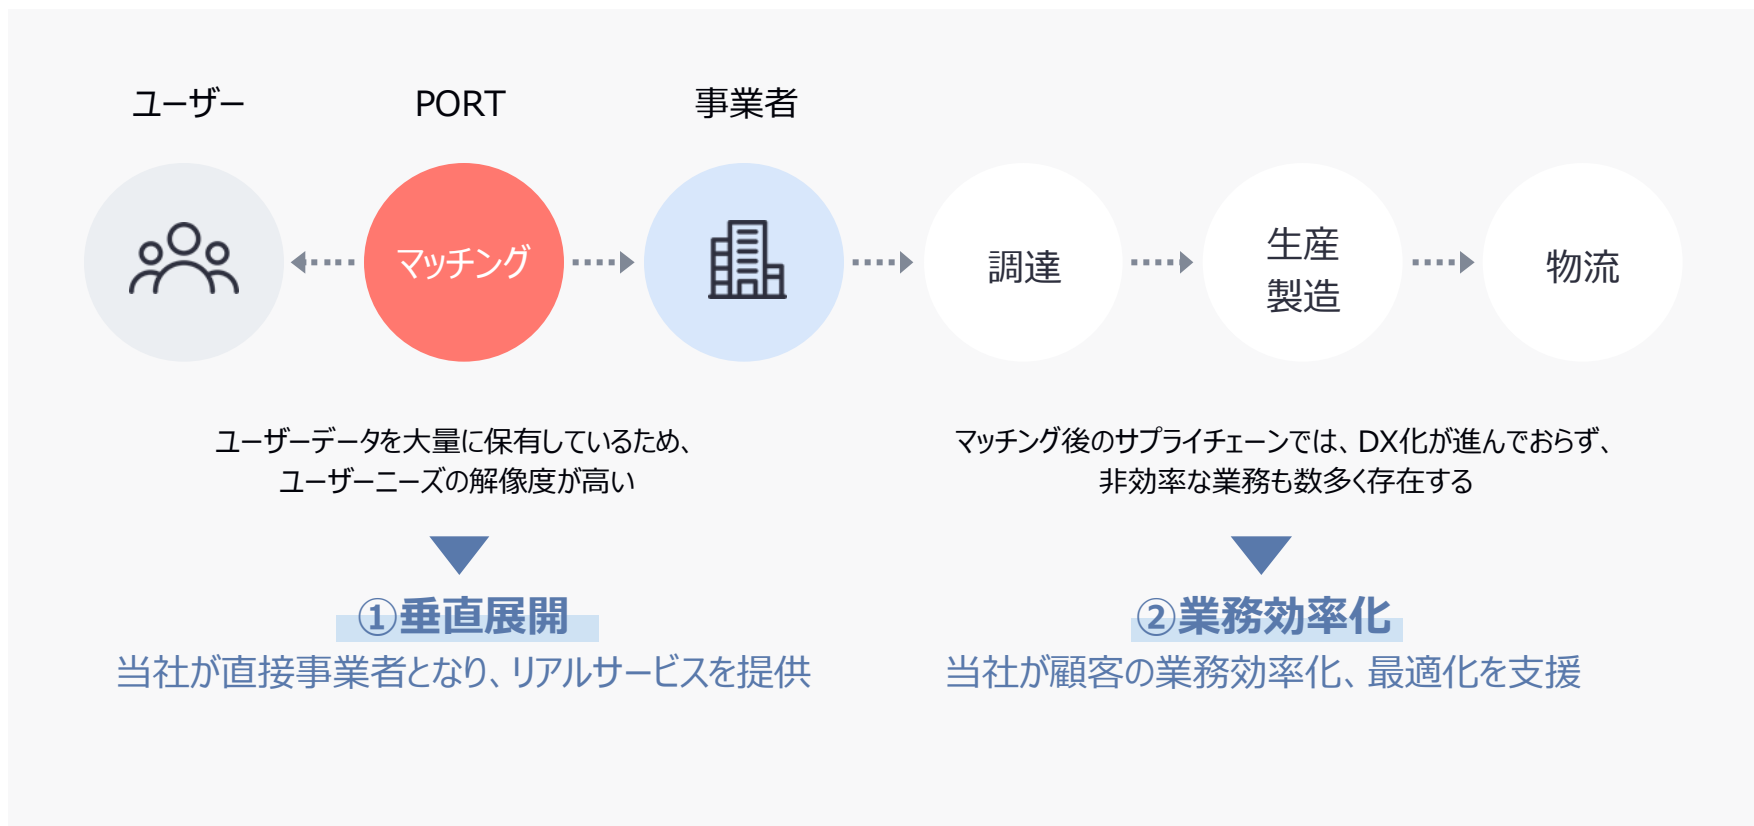 ユーザー
PORT
事業者
マッチング
調達
生産
製造
物流
ユーザーデータを大量に保有しているため、
ユーザーニーズの解像度が高い
①垂直展開
当社が直接事業者となり、リアルサービスを提供
マッチング後のサプライチェーンでは、DX化が進んでおらず、
非効率な業務も数多く存在する
②業務効率化
当社が顧客の業務効率化、最適化を支援